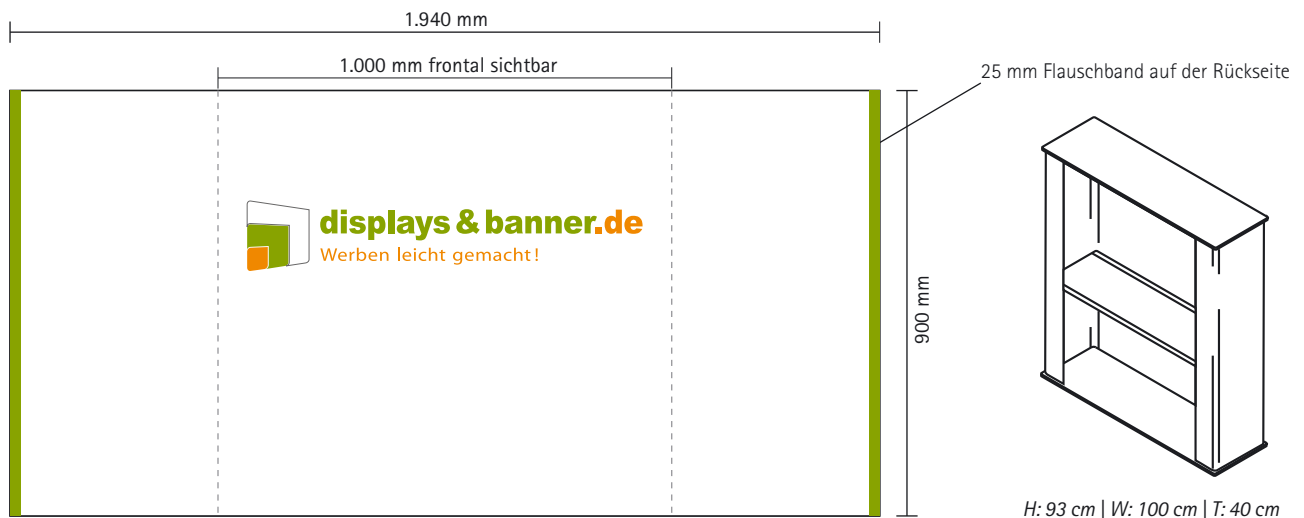 1.940 mm
1.000 mm frontal sichtbar
25 mm Flauschband auf der Rückseite
displays & banner.de
Werben leicht gemacht!
900 mm
H: 93 cm | W: 100 cm | T: 40 cm